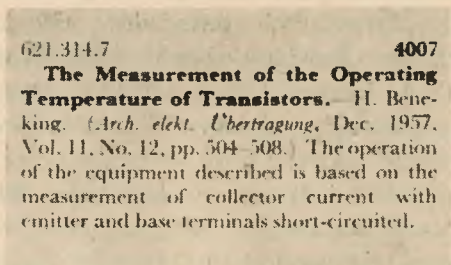 621.314.7 4007
The Measurement of the Operating
Temperature of Transistors. H. Bene-
king. (Arch. elekt. Übertragung, Dec. 1957,
Vol. 11, No. 12, pp. 504–508.) The operation
of the equipment described is based on the
measurement of collector current with
emitter and base terminals short-circuited.